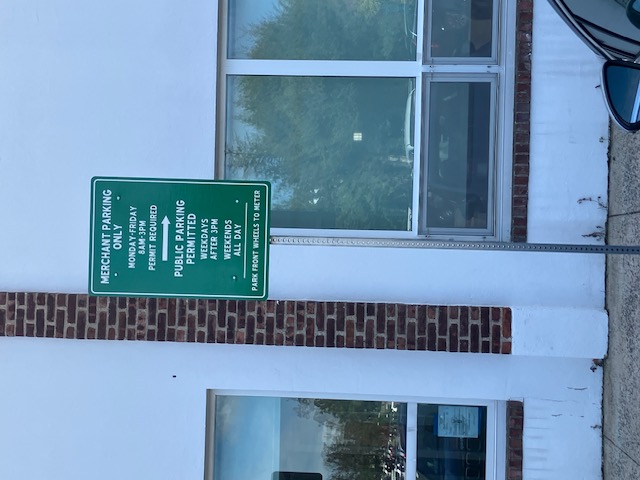 MERCHANT PARKING
ONLY
MONDAY-FRIDAY
8AM-3PM
PERMIT REQUIRED
PUBLIC PARKING
PERMITTED
WEEKDAYS
AFTER 3PM
WEEKENDS
ALL DAY
PARK FRONT WHEELS TO METER